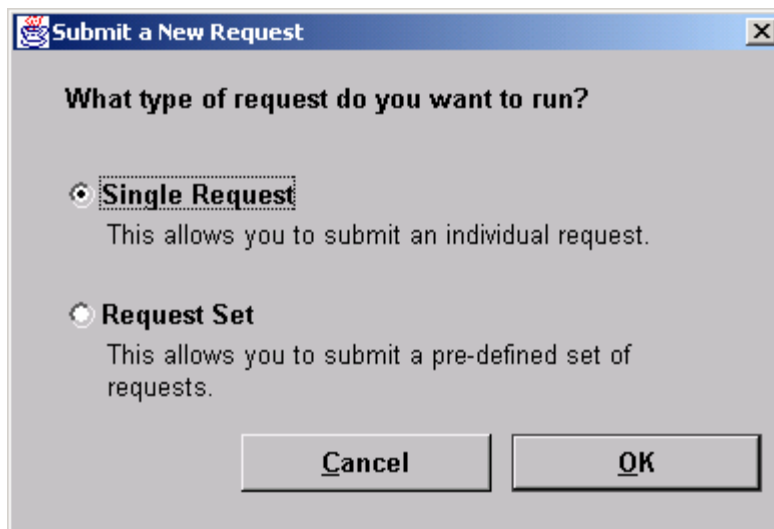 Submit a New Request
What type of request do you want to run?
Single Request
This allows you to submit an individual request.
Request Set
This allows you to submit a pre-defined set of
requests.
Cancel
OK